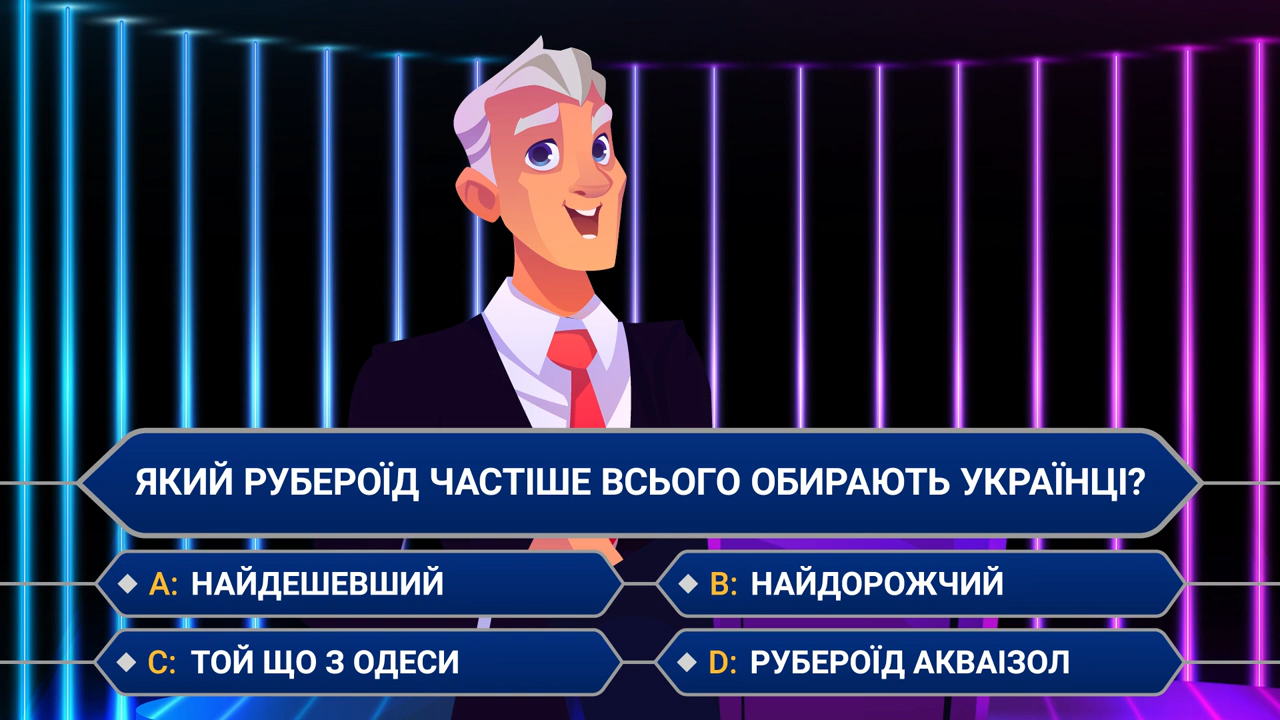 ЯКИЙ РУБЕРОЇД ЧАСТІШЕ ВСЬОГО ОБИРАЮТЬ УКРАЇНЦІ?
A: НАЙДЕШЕВШИЙ
B: НАЙДОРОЖЧИЙ
C: ТОЙ ЩО З ОДЕСИ
D: РУБЕРОЇД АКВАІЗОЛ